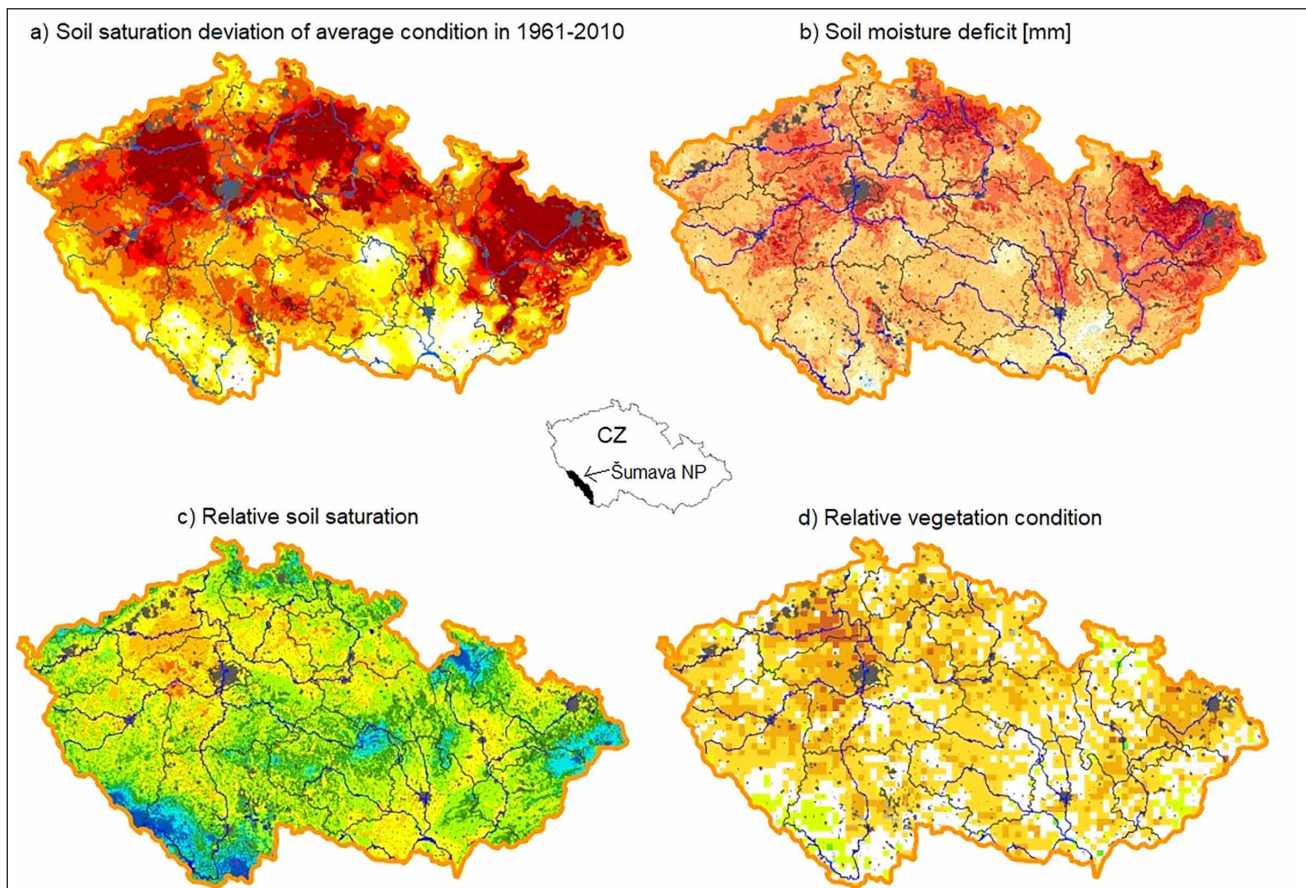 a) Soil saturation deviation of average condition in 1961-2010
b) Soil moisture deficit [mm]
CZ
Šumava NP
c) Relative soil saturation
d) Relative vegetation condition